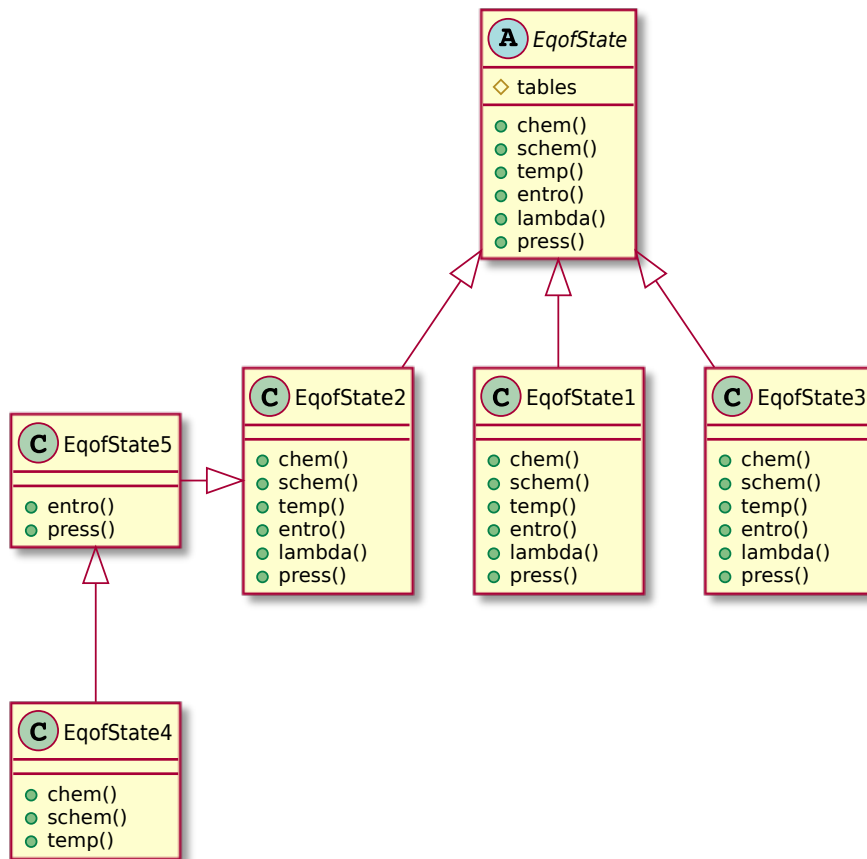 A EqofState
tables
chem()
schem()
temp()
entro()
lambda()
press()
C EqofState2
chem()
schem()
temp()
entro()
lambda()
press()
C EqofState1
chem()
schem()
temp()
entro()
lambda()
press()
C EqofState3
chem()
schem()
temp()
entro()
lambda()
press()
C EqofState5
entro()
press()
C EqofState4
chem()
schem()
temp()